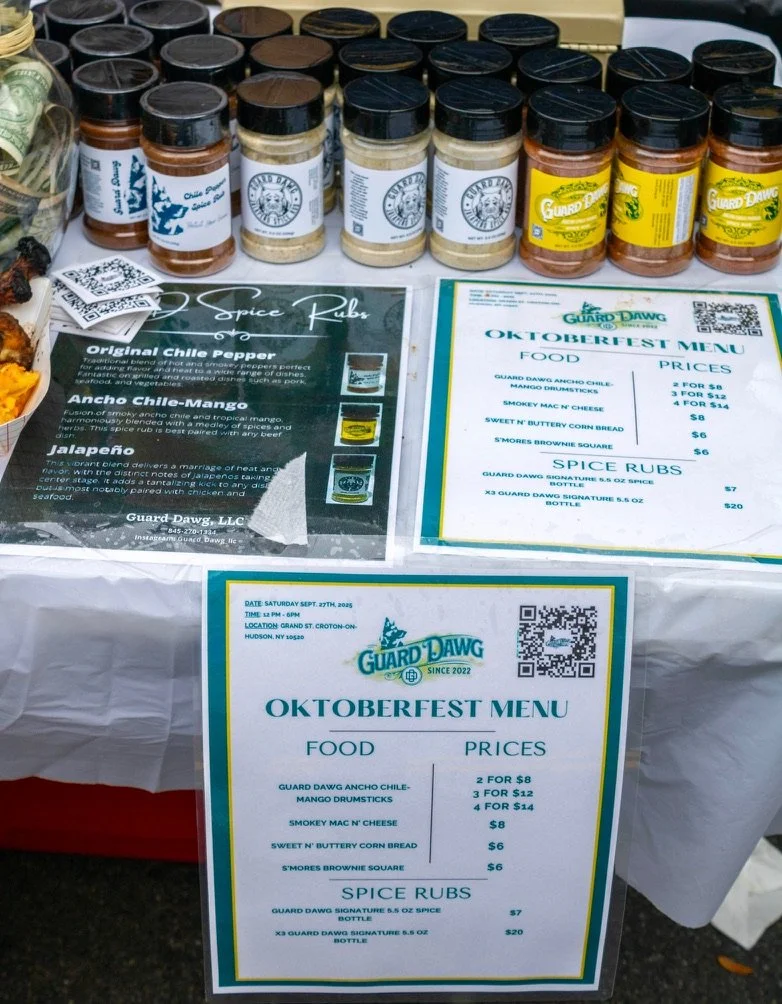 Guard Dawg
Chile Pepper
Spice Rub
GUARD DAWG
GUARD DAWG
GUARD DAWG
Guard Dawg
Guard Dawg
D Spice Rubs
Original Chile Pepper
Traditional blend of hot and smokey peppers perfect
for adding flavor and heat to a wide range of dishes.
Fantastic on grilled and roasted dishes such as pork,
seafood, and vegetables.
Ancho Chile-Mango
Fusion of smoky ancho chile and tropical mango,
harmoniously blended with a medley of spices and
herbs. This spice rub is best paired with any beef
dish.
Jalapeño
This vibrant blend delivers a marriage of heat and
flavor, with the distinct notes of jalapeños taking
center stage. It adds a tantalizing kick to any dis
but is most notably paired with chicken and
seafood.
Guard Dawg, LLC
Instagram: Guard_Dawg_llc
GUARD DAWG
SINCE 2022
OKTOBERFEST MENU
FOOD PRICES
GUARD DAWG ANCHO CHILE-
MANGO DRUMSTICKS
2 FOR $8
3 FOR $12
4 FOR $14
SMOKEY MAC N' CHEESE $8
SWEET N' BUTTERY CORN BREAD $6
S'MORES BROWNIE SQUARE $6
SPICE RUBS
GUARD DAWG SIGNATURE 5.5 OZ SPICE
BOTTLE $7
X3 GUARD DAWG SIGNATURE 5.5 OZ
BOTTLE $20
DATE: SATURDAY SEPT. 27TH, 2025
TIME: 12 PM - 6PM
LOCATION: GRAND ST. CROTON-ON-
HUDSON, NY 10520
GUARD DAWG
SINCE 2022
OKTOBERFEST MENU
FOOD PRICES
GUARD DAWG ANCHO CHILE-
MANGO DRUMSTICKS
2 FOR $8
3 FOR $12
4 FOR $14
SMOKEY MAC N' CHEESE $8
SWEET N' BUTTERY CORN BREAD $6
S'MORES BROWNIE SQUARE $6
SPICE RUBS
GUARD DAWG SIGNATURE 5.5 OZ SPICE
BOTTLE $7
X3 GUARD DAWG SIGNATURE 5.5 OZ
BOTTLE $20